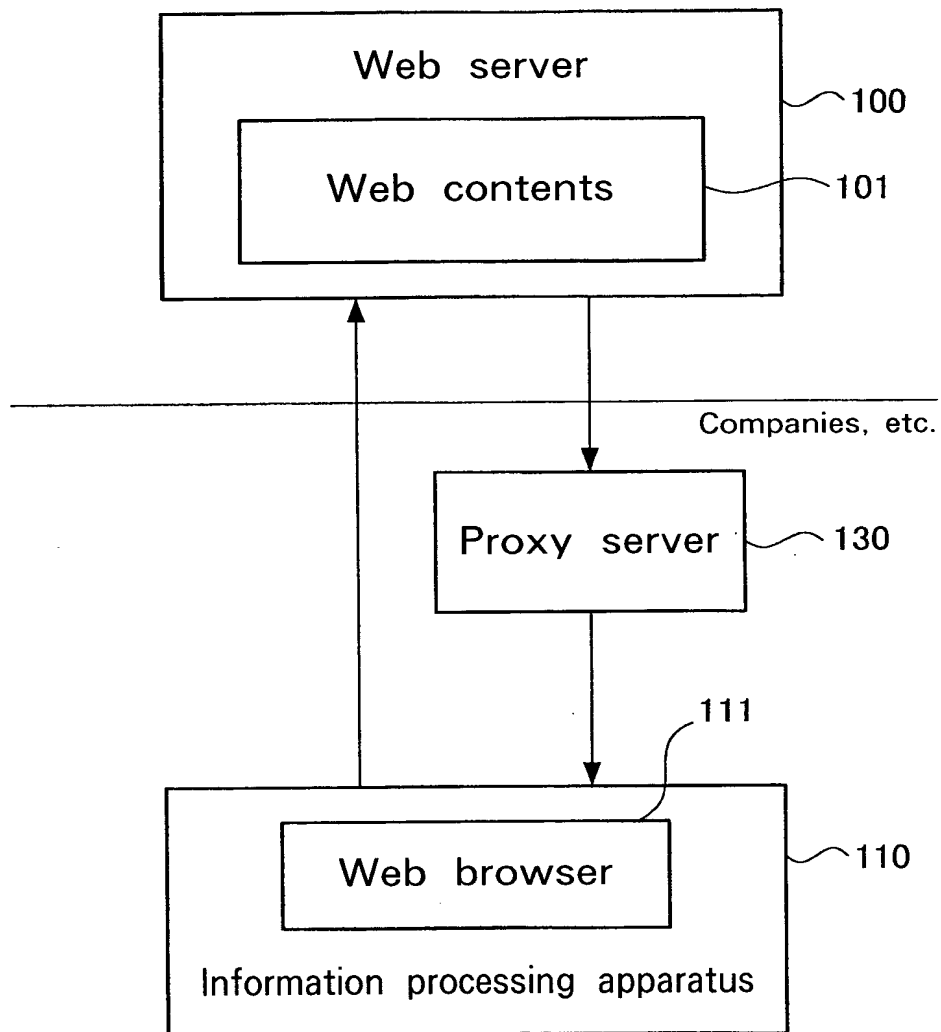 Web server
100
Web contents
101
Companies, etc.
Proxy server
130
111
Web browser
110
Information processing apparatus